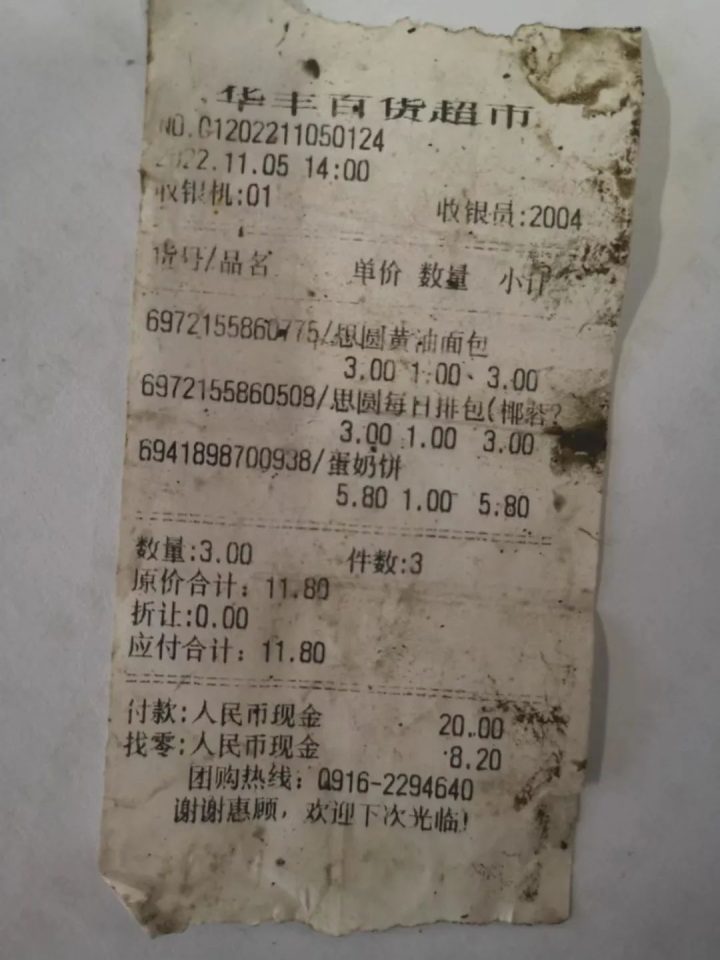 华丰百货超市
NO.01202211050124
2022.11.05 14:00
收银机:01 收银员:2004
货号/品名 单价 数量 小计
6972155860775/思圆黄油面包
3.00 1.00 3.00
6972155860508/思圆每日排包(椰蓉?
3.00 1.00 3.00
6941898700938/蛋奶饼
5.80 1.00 5.80
数量:3.00 件数:3
原价合计: 11.80
折让:0.00
应付合计: 11.80
付款:人民币现金 20.00
找零:人民币现金 8.20
团购热线: 0916-2294640
谢谢惠顾, 欢迎下次光临!